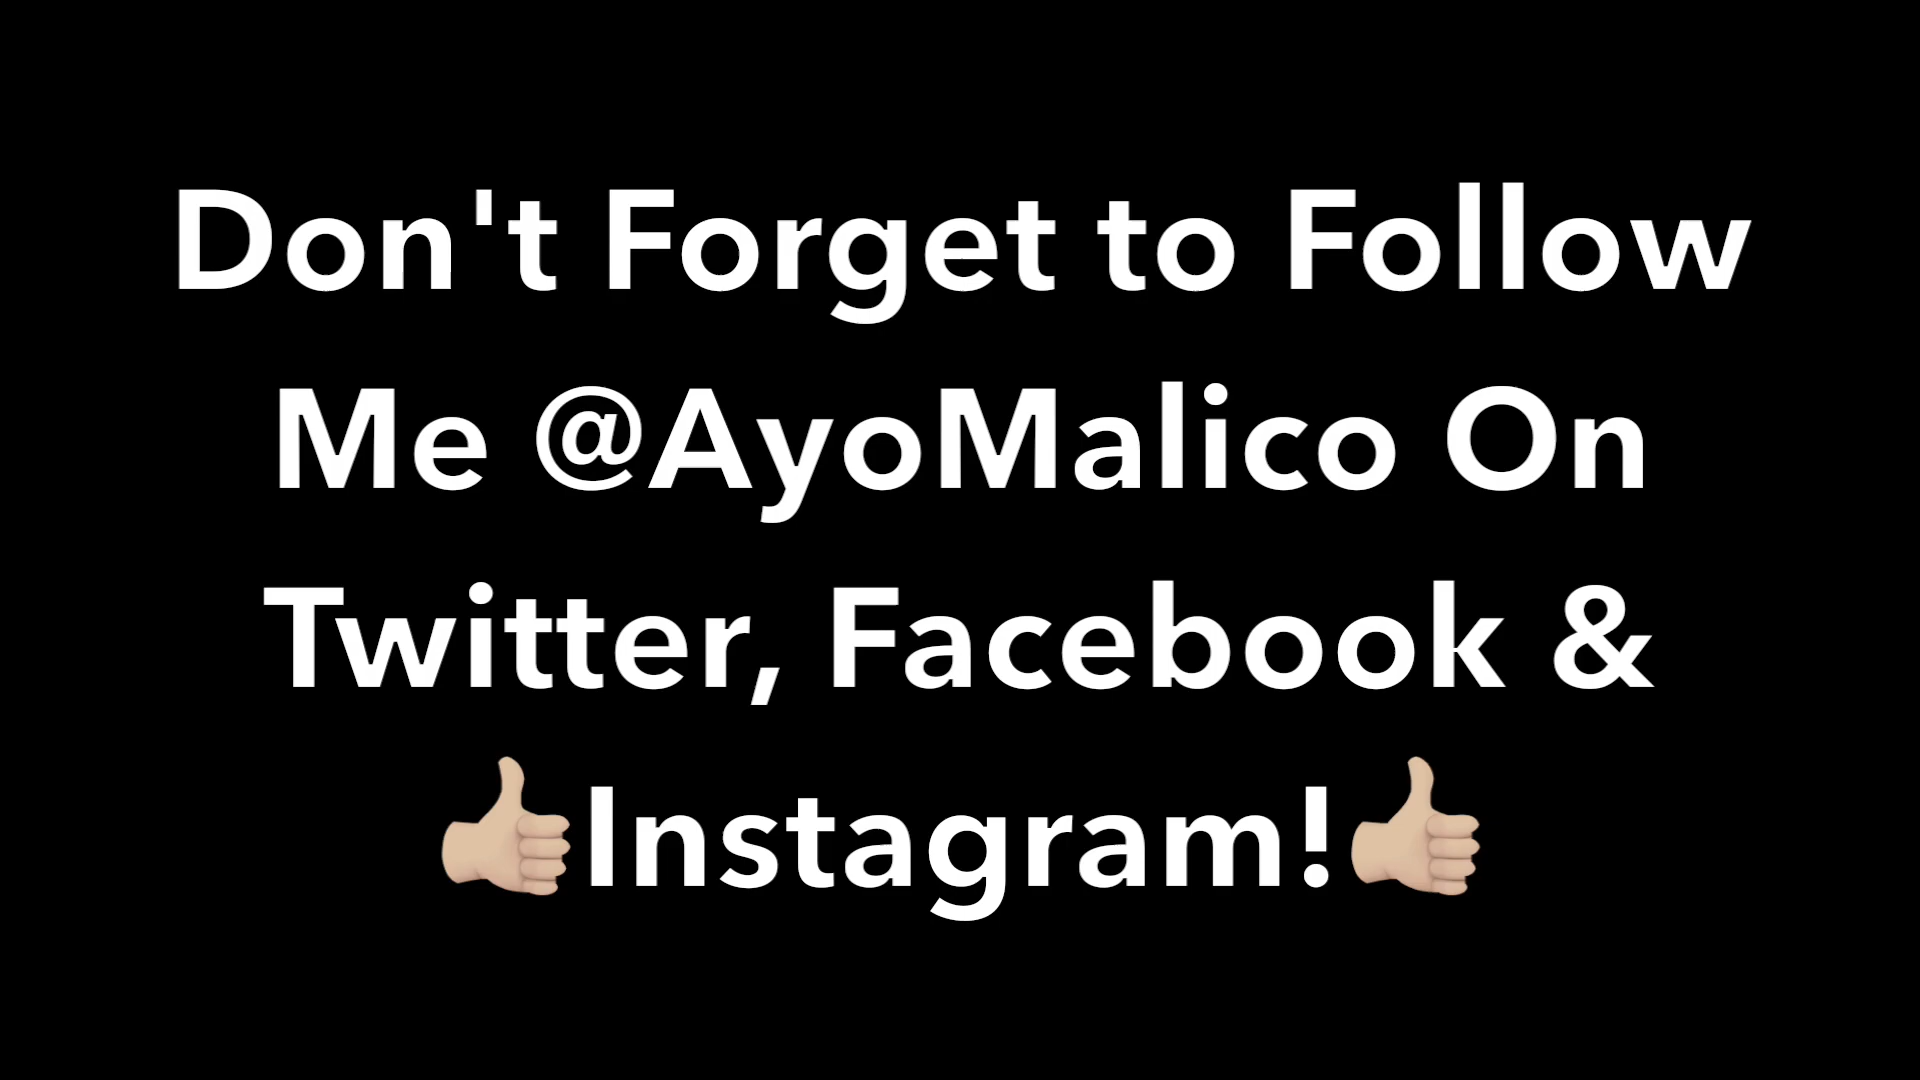 Don't Forget to Follow
Me @AyoMalico On
Twitter, Facebook &
👍🏼Instagram!👍🏼